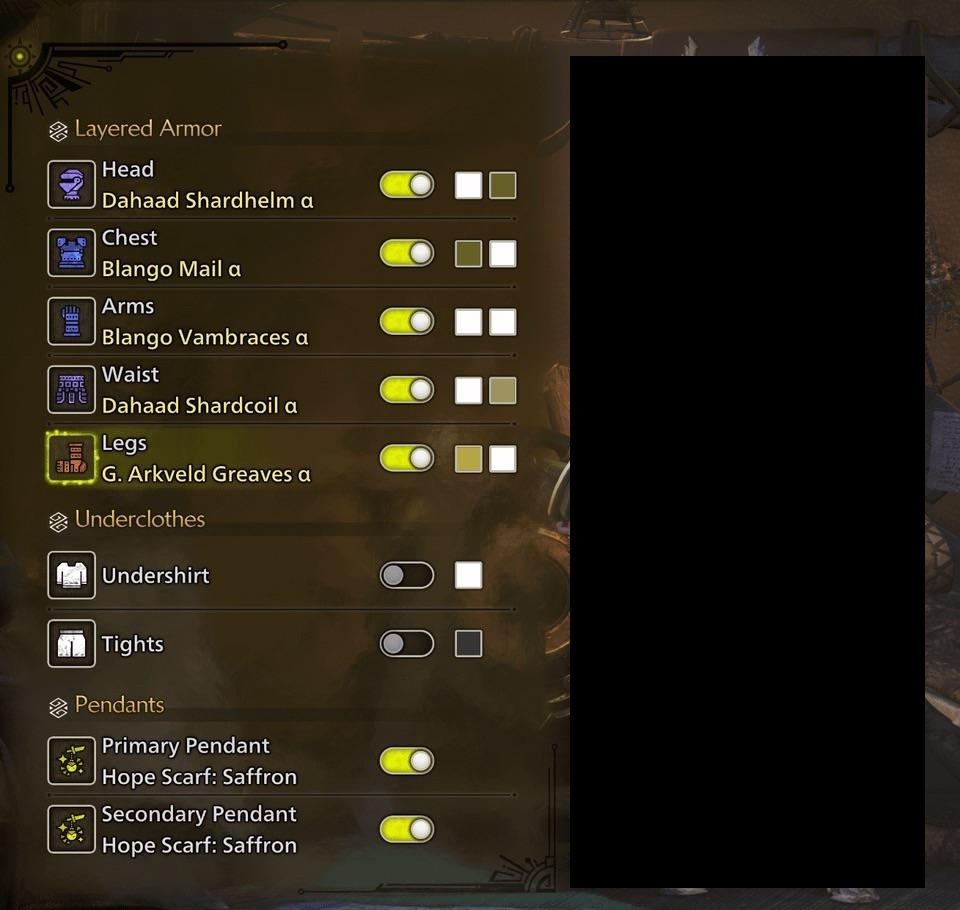 Layered Armor
Head
Dahaad Shardhelm α
Chest
Blango Mail α
Arms
Blango Vambraces α
Waist
Dahaad Shardcoil α
Legs
G. Arkveld Greaves α
Underclothes
Undershirt
Tights
Pendants
Primary Pendant
Hope Scarf: Saffron
Secondary Pendant
Hope Scarf: Saffron